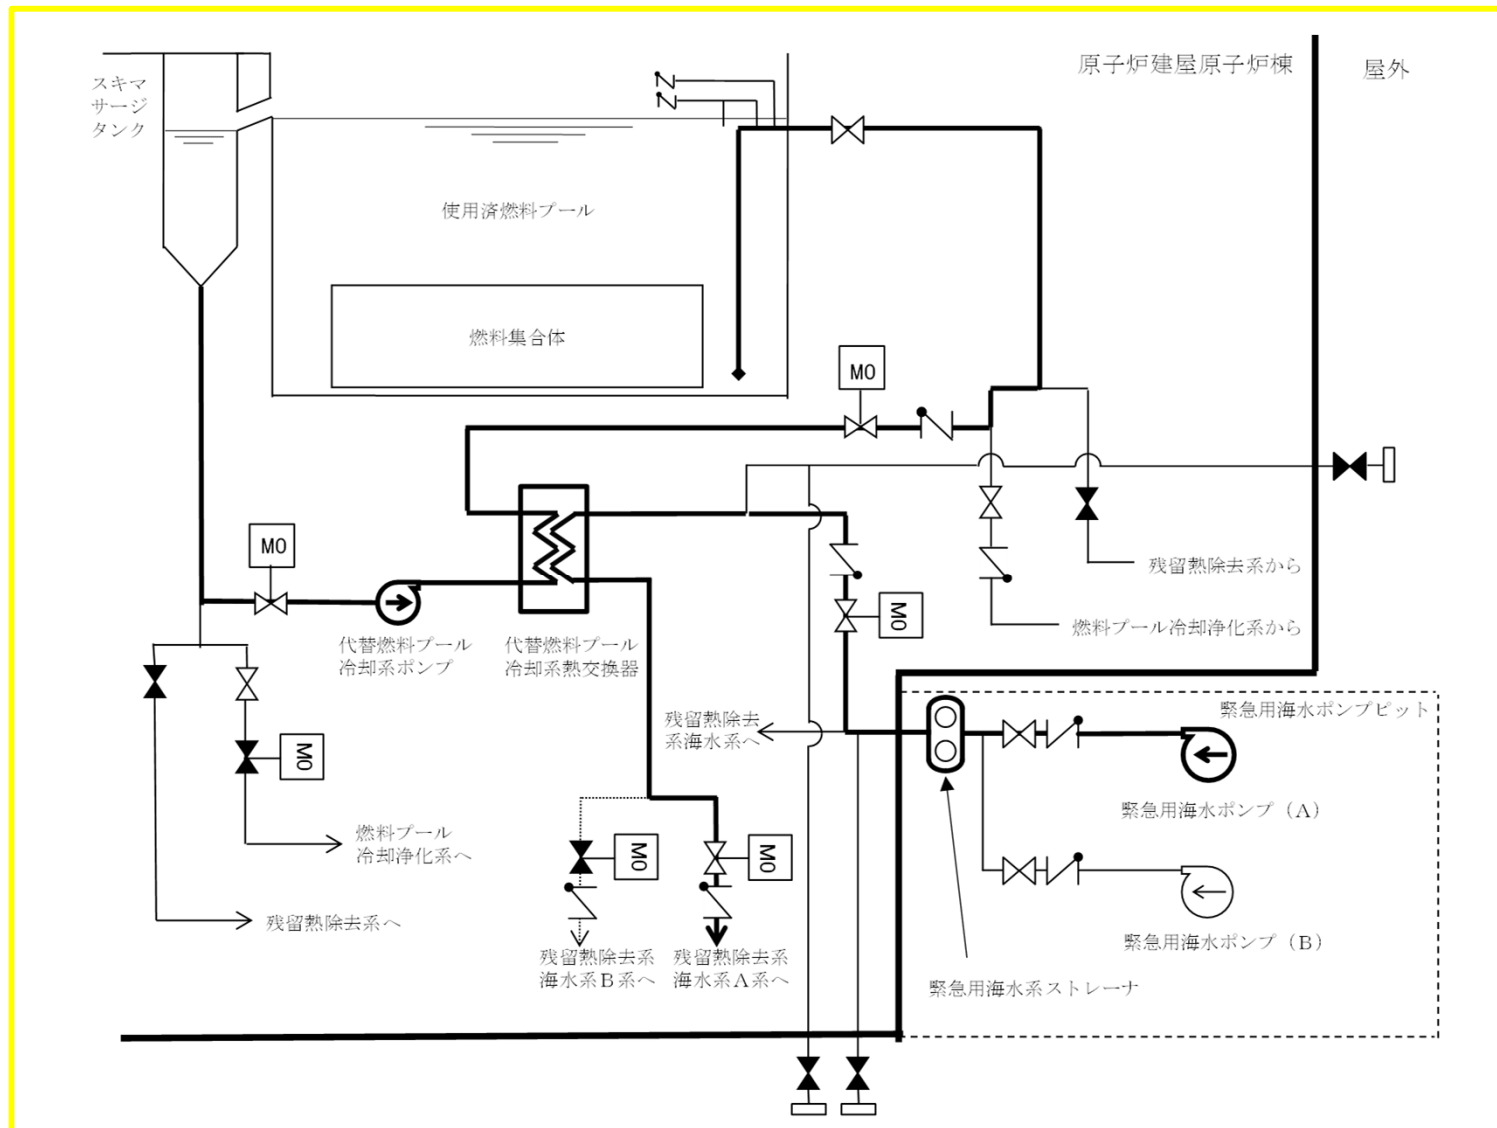 原子炉建屋原子炉棟
屋外
スキマ
サージ
タンク
使用済燃料プール
燃料集合体
MO
MO
残留熱除去系から
MO
燃料プール冷却浄化系から
代替燃料プール
冷却系ポンプ
代替燃料プール
冷却系熱交換器
残留熱除去
系海水系へ
緊急用海水ポンプピット
MO
緊急用海水ポンプ（A）
燃料プール
冷却浄化系へ
MO
MO
残留熱除去系へ
緊急用海水ポンプ（B）
残留熱除去系
海水系B系へ
残留熱除去系
海水系A系へ
緊急用海水系ストレーナ